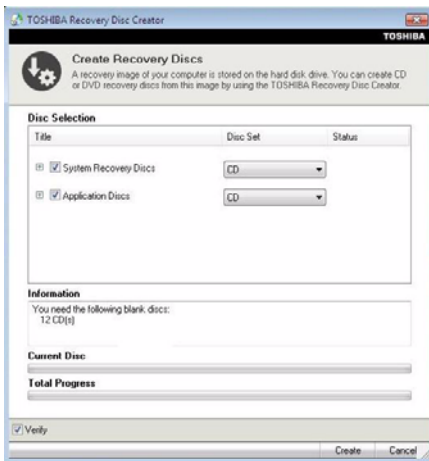 TOSHIBA Recovery Disc Creator
TOSHIBA
Create Recovery Discs
A recovery image of your computer is stored on the hard disk drive. You can create CD
or DVD recovery discs from this image by using the TOSHIBA Recovery Disc Creator.
Disc Selection
Title Disc Set Status
System Recovery Discs CD
Application Discs CD
Information
You need the following blank discs:
12 CD(s)
Current Disc
Total Progress
Verify
Create Cancel